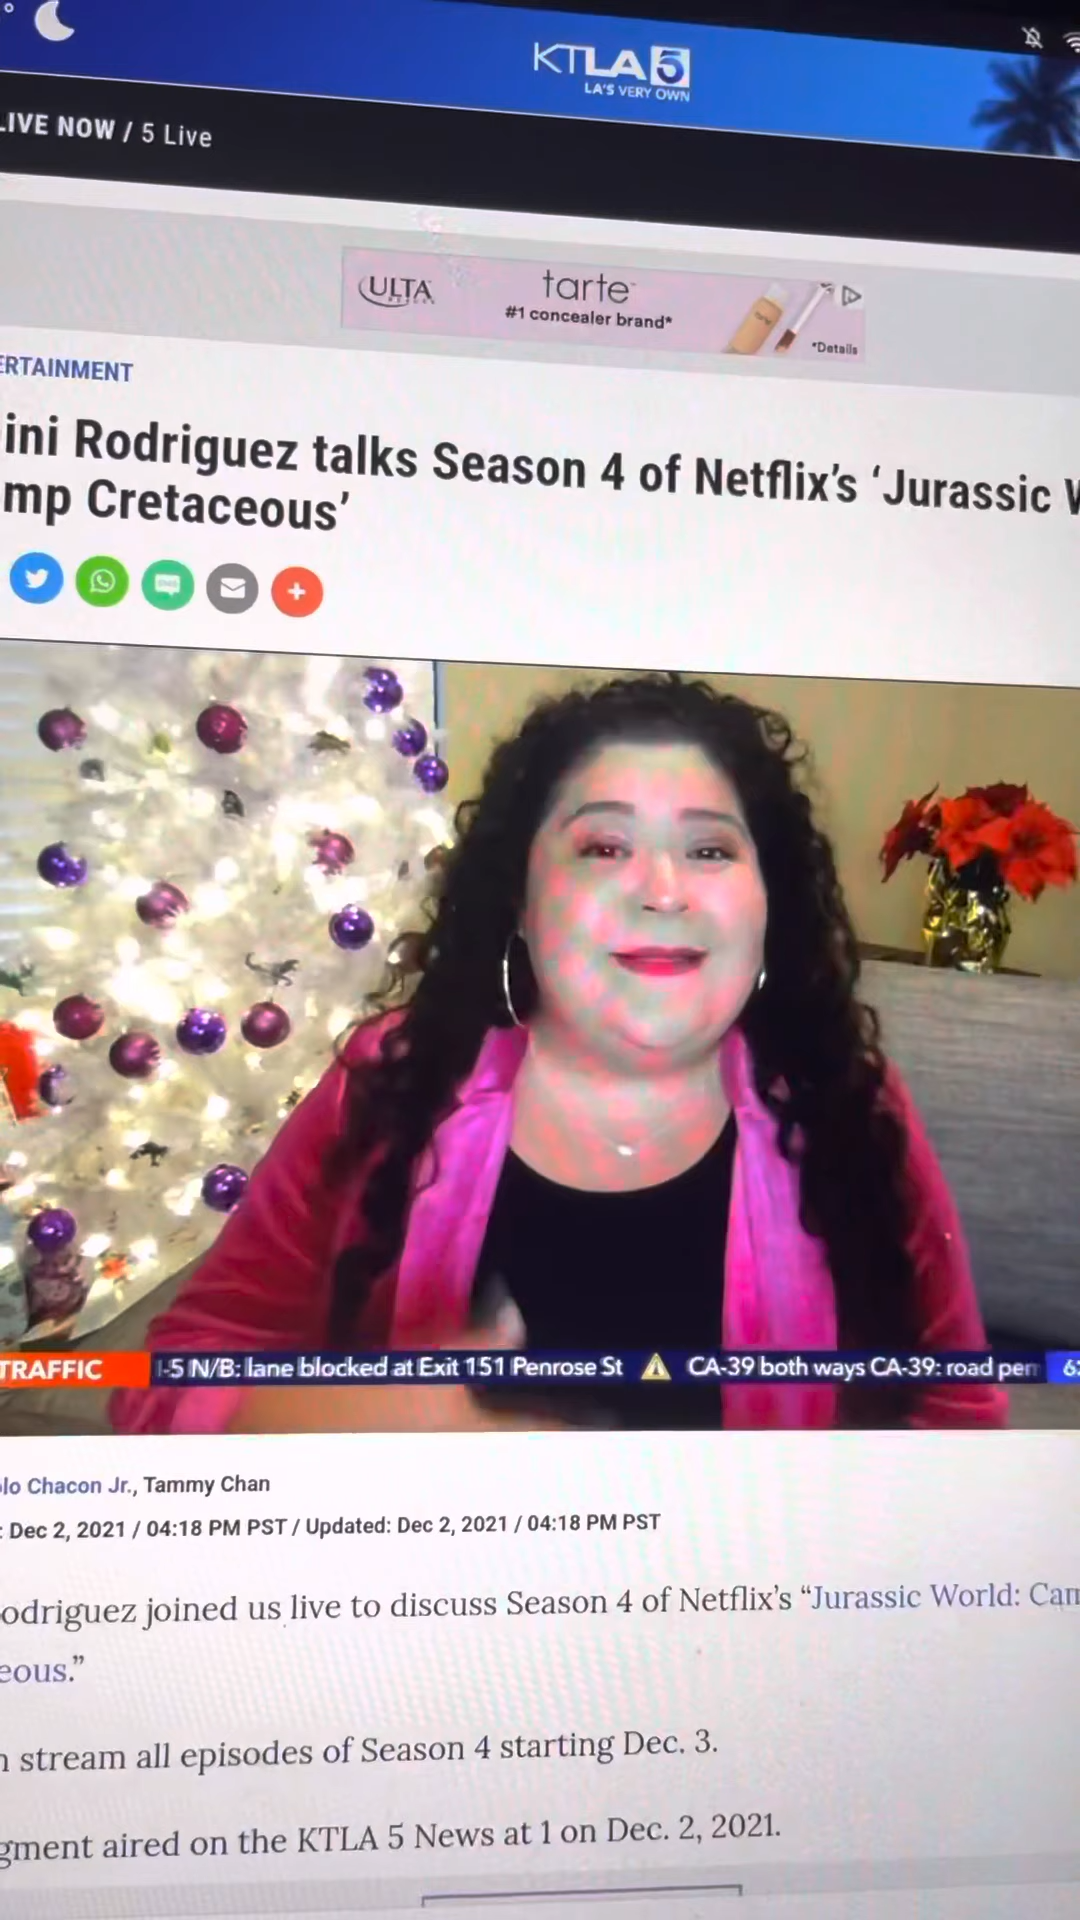 KTLA 5
LA'S VERY OWN
LIVE NOW / 5 Live
ULTA
tarte
#1 concealer brand*
*Details
ERTAINMENT
ini Rodriguez talks Season 4 of Netflix's ‘Jurassic W
mp Cretaceous’
TRAFFIC I-5 N/B: lane blocked at Exit 151 Penrose St CA-39 both ways CA-39: road perm
lo Chacon Jr., Tammy Chan
: Dec 2, 2021 / 04:18 PM PST / Updated: Dec 2, 2021 / 04:18 PM PST
odriguez joined us live to discuss Season 4 of Netflix's “Jurassic World: Cam
eous.”
n stream all episodes of Season 4 starting Dec. 3.
gment aired on the KTLA 5 News at 1 on Dec. 2, 2021.